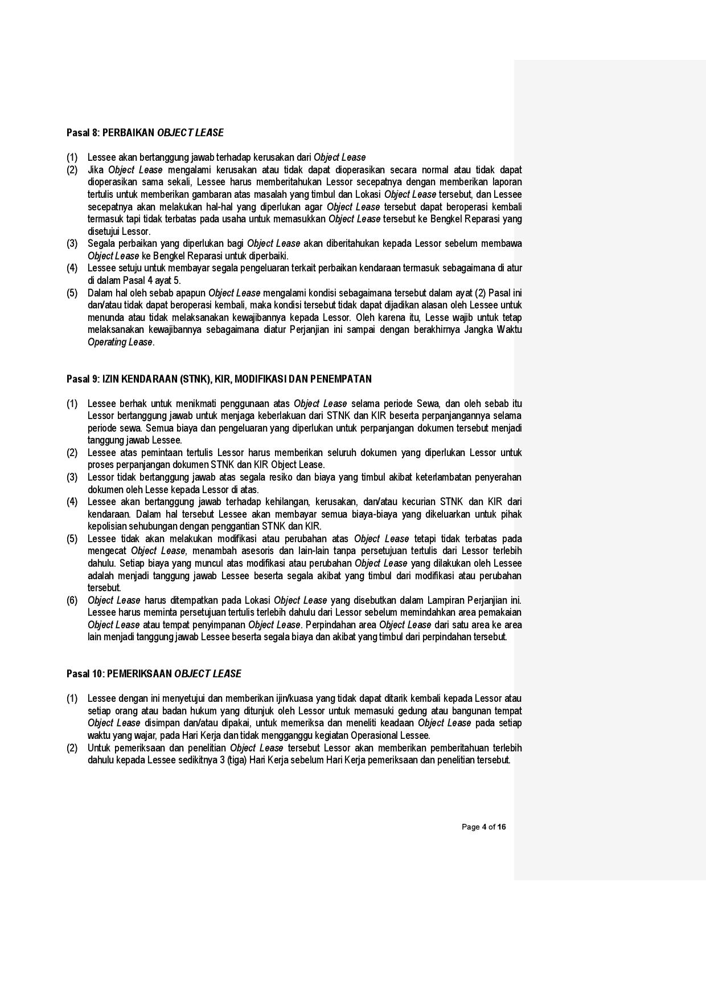 Pasal 8: PERBAIKAN OBJECT LEASE
(1) Lessee akan bertanggung jawab terhadap kerusakan dari Object Lease
(2) Jika Object Lease mengalami kerusakan atau tidak dapat dioperasikan secara normal atau tidak dapat
dioperasikan sama sekali, Lessee harus memberitahukan Lessor secepatnya dengan memberikan laporan
tertulis untuk memberikan gambaran atas masalah yang timbul dan Lokasi Object Lease tersebut, dan Lessee
secepatnya akan melakukan hal-hal yang diperlukan agar Object Lease tersebut dapat beroperasi kembali
termasuk tapi tidak terbatas pada usaha untuk memasukkan Object Lease tersebut ke Bengkel Reparasi yang
disetujui Lessor.
(3) Segala perbaikan yang diperlukan bagi Object Lease akan diberitahukan kepada Lessor sebelum membawa
Object Lease ke Bengkel Reparasi untuk diperbaiki.
(4) Lessee setuju untuk membayar segala pengeluaran terkait perbaikan kendaraan termasuk sebagaimana di atur
di dalam Pasal 4 ayat 5.
(5) Dalam hal oleh sebab apapun Object Lease mengalami kondisi sebagaimana tersebut dalam ayat (2) Pasal ini
dan/atau tidak dapat beroperasi kembali, maka kondisi tersebut tidak dapat dijadikan alasan oleh Lessee untuk
menunda atau tidak melaksanakan kewajibannya kepada Lessor. Oleh karena itu, Lesse wajib untuk tetap
melaksanakan kewajibannya sebagaimana diatur Perjanjian ini sampai dengan berakhirnya Jangka Waktu
Operating Lease.
Pasal 9: IZIN KENDARAAN (STNK), KIR, MODIFIKASI DAN PENEMPATAN
(1) Lessee berhak untuk menikmati penggunaan atas Object Lease selama periode Sewa, dan oleh sebab itu
Lessor bertanggung jawab untuk menjaga keberlakuan dari STNK dan KIR beserta perpanjangannya selama
periode sewa. Semua biaya dan pengeluaran yang diperlukan untuk perpanjangan dokumen tersebut menjadi
tanggung jawab Lessee.
(2) Lessee atas pemintaan tertulis Lessor harus memberikan seluruh dokumen yang diperlukan Lessor untuk
proses perpanjangan dokumen STNK dan KIR Object Lease.
(3) Lessor tidak bertanggung jawab atas segala resiko dan biaya yang timbul akibat keterlambatan penyerahan
dokumen oleh Lesse kepada Lessor di atas.
(4) Lessee akan bertanggung jawab terhadap kehilangan, kerusakan, dan/atau kecurian STNK dan KIR dari
kendaraan. Dalam hal tersebut Lessee akan membayar semua biaya-biaya yang dikeluarkan untuk pihak
kepolisian sehubungan dengan penggantian STNK dan KIR.
(5) Lessee tidak akan melakukan modifikasi atau perubahan atas Object Lease tetapi tidak terbatas pada
mengecat Object Lease, menambah asesoris dan lain-lain tanpa persetujuan tertulis dari Lessor terlebih
dahulu. Setiap biaya yang muncul atas modifikasi atau perubahan Object Lease yang dilakukan oleh Lessee
adalah menjadi tanggung jawab Lessee beserta segala akibat yang timbul dari modifikasi atau perubahan
tersebut.
(6) Object Lease harus ditempatkan pada Lokasi Object Lease yang disebutkan dalam Lampiran Perjanjian ini.
Lessee harus meminta persetujuan tertulis terlebih dahulu dari Lessor sebelum memindahkan area pemakaian
Object Lease atau tempat penyimpanan Object Lease. Perpindahan area Object Lease dari satu area ke area
lain menjadi tanggung jawab Lessee beserta segala biaya dan akibat yang timbul dari perpindahan tersebut.
Pasal 10: PEMERIKSAAN OBJECT LEASE
(1) Lessee dengan ini menyetujui dan memberikan ijin/kuasa yang tidak dapat ditarik kembali kepada Lessor atau
setiap orang atau badan hukum yang ditunjuk oleh Lessor untuk memasuki gedung atau bangunan tempat
Object Lease disimpan dan/atau dipakai, untuk memeriksa dan meneliti keadaan Object Lease pada setiap
waktu yang wajar, pada Hari Kerja dan tidak mengganggu kegiatan Operasional Lessee.
(2) Untuk pemeriksaan dan penelitian Object Lease tersebut Lessor akan memberikan pemberitahuan terlebih
dahulu kepada Lessee sedikitnya 3 (tiga) Hari Kerja sebelum Hari Kerja pemeriksaan dan penelitian tersebut.
Page 4 of 16